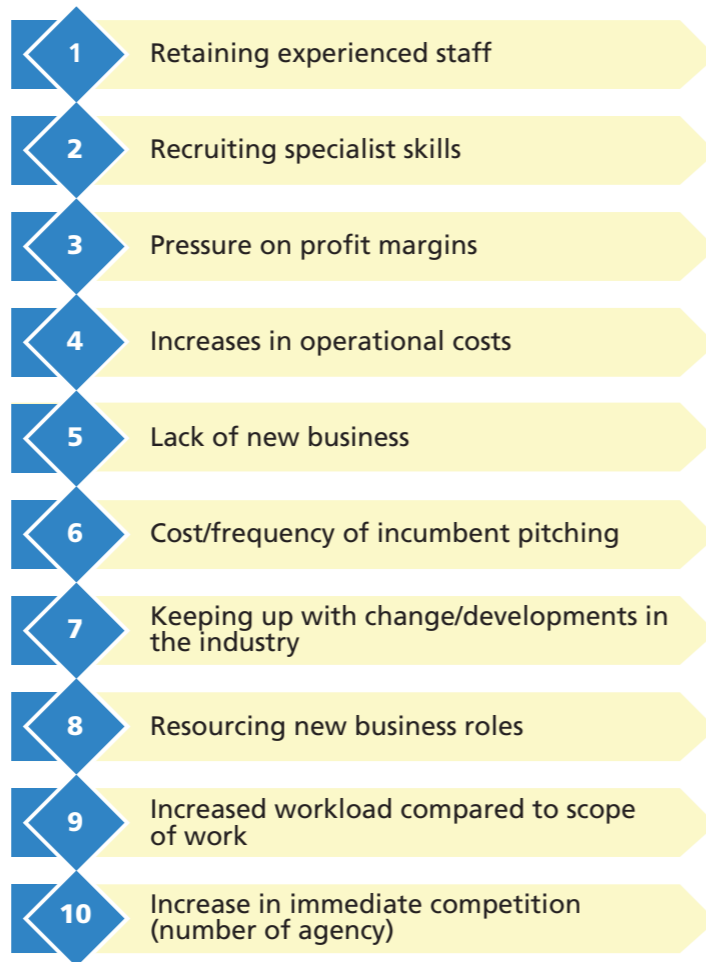 1
Retaining experienced staff
2
Recruiting specialist skills
3
Pressure on profit margins
4
Increases in operational costs
5
Lack of new business
6
Cost/frequency of incumbent pitching
7
Keeping up with change/developments in
the industry
8
Resourcing new business roles
9
Increased workload compared to scope
of work
10
Increase in immediate competition
(number of agency)